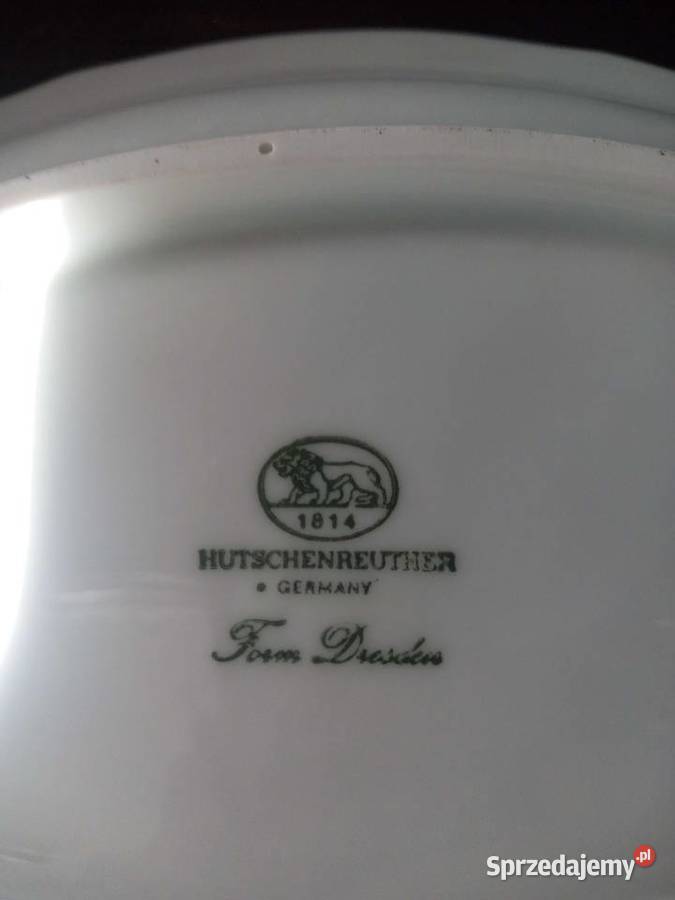 1814
HUTSCHENREUTHER
GERMANY
Form Dresden
Sprzedajemy.pl